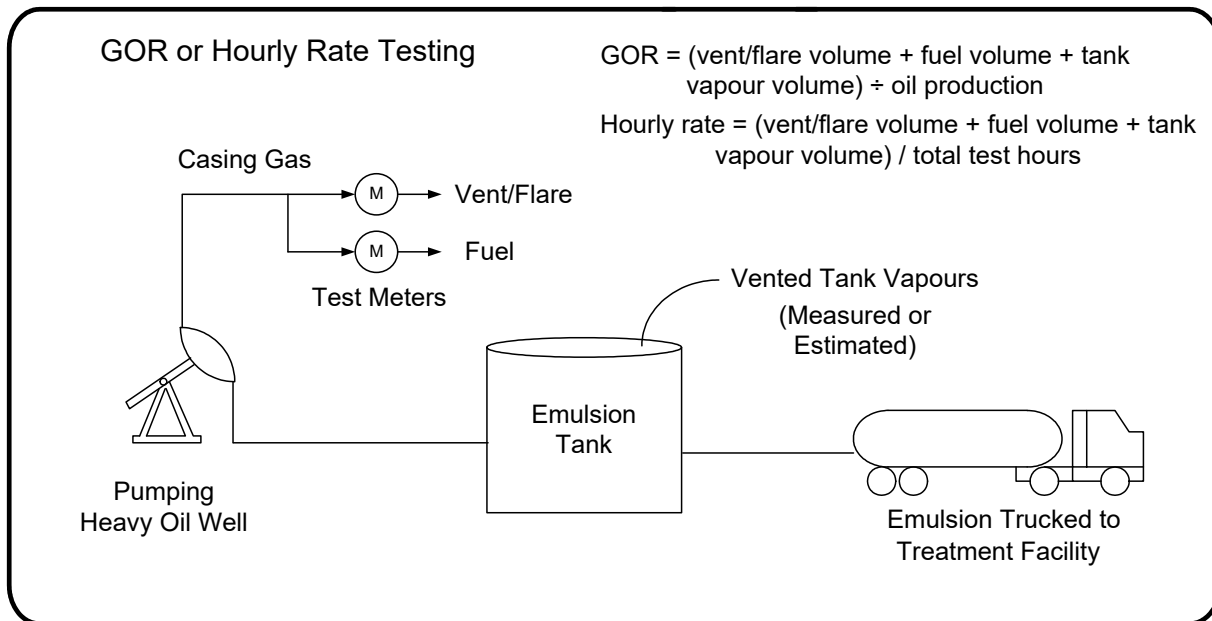 GOR or Hourly Rate Testing
GOR = (vent/flare volume + fuel volume + tank
vapour volume) ÷ oil production
Hourly rate = (vent/flare volume + fuel volume + tank
vapour volume) / total test hours
Casing Gas
M
Vent/Flare
M
Fuel
Test Meters
Vented Tank Vapours
(Measured or
Estimated)
Emulsion
Tank
Pumping
Heavy Oil Well
Emulsion Trucked to
Treatment Facility